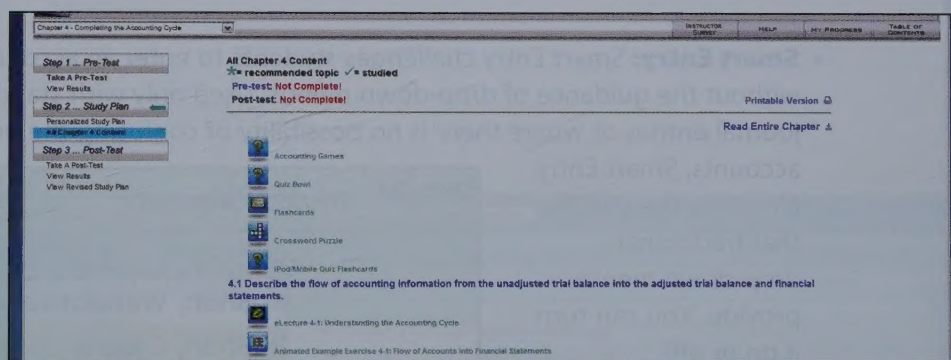 Chapter 4 - Completing the Accounting Cycle
INSTRUCTOR SURVEY
HELP
MY PROGRESS
TABLE OF CONTENTS
Step 1 ... Pre-Test
Take A Pre-Test
View Results
Step 2 ... Study Plan
Personalized Study Plan
All Chapter 4 Content
Step 3 ... Post-Test
Take A Post-Test
View Results
View Revised Study Plan
All Chapter 4 Content
= recommended topic ✓= studied
Pre-test: Not Complete!
Post-test: Not Complete!
Printable Version
Read Entire Chapter
Accounting Games
Quiz Bowl
Flashcards
Crossword Puzzle
iPod/Mobile Quiz Flashcards
4.1 Describe the flow of accounting information from the unadjusted trial balance into the adjusted trial balance and financial
statements.
eLecture 4-1: Understanding the Accounting Cycle
Animated Example Exercise 4-1: Flow of Accounts into Financial Statements